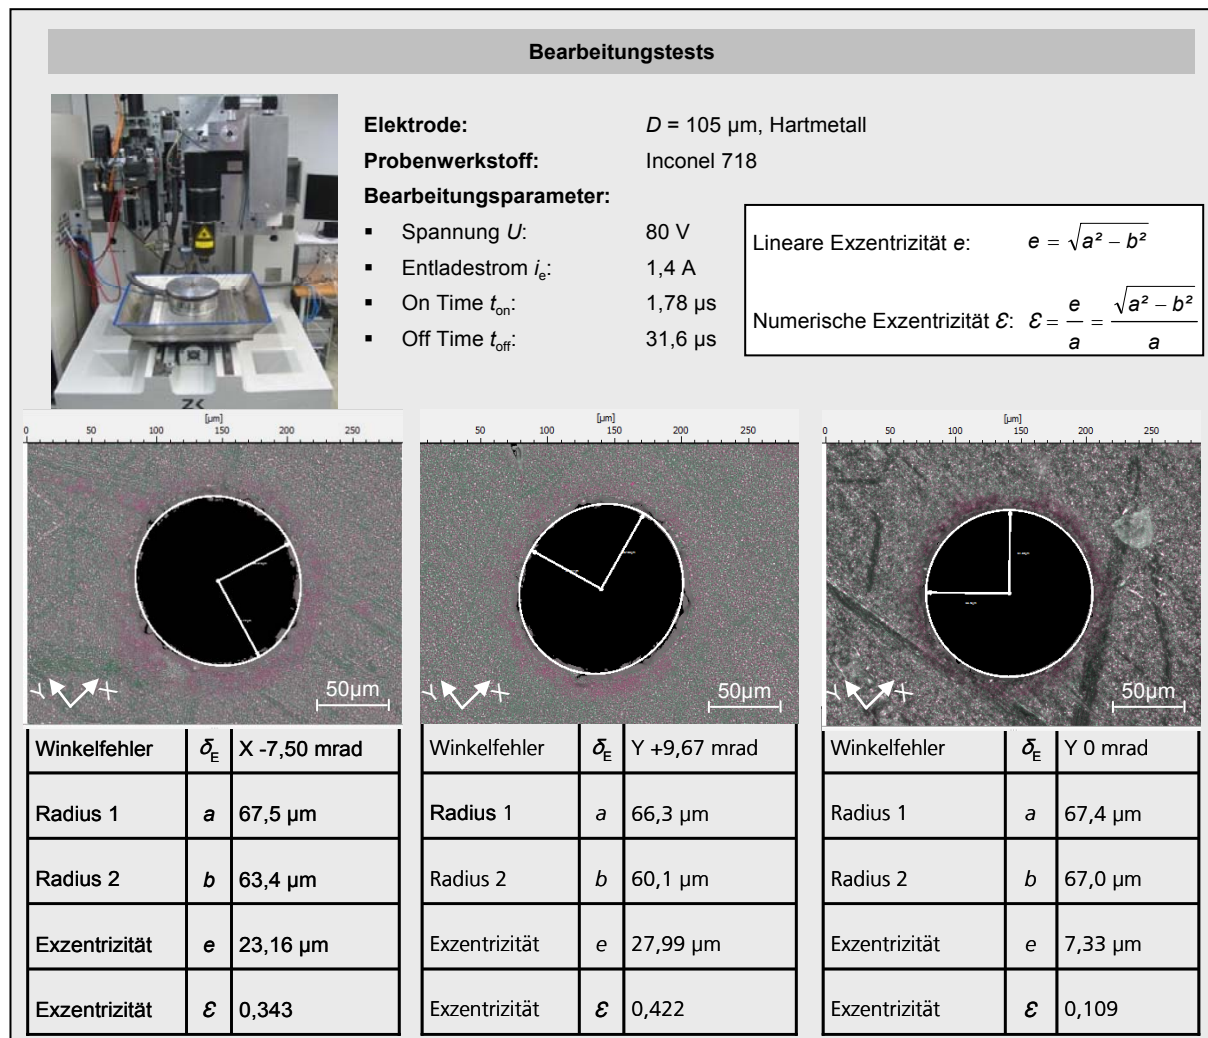 Bearbeitungstests
Elektrode: D = 105 µm, Hartmetall
Probenwerkstoff: Inconel 718
Bearbeitungsparameter:
▪ Spannung U: 80 V
▪ Entladestrom iₑ: 1,4 A
▪ On Time tₒₙ: 1,78 µs
▪ Off Time t_off: 31,6 µs
Lineare Exzentrizität e: e = √(a² – b²)
Numerische Exzentrizität ε: ε = e/a = √(a² – b²)/a
ZK
[µm]
0 50 100 150 200 250
Y X 50µm
[µm]
50 100 150 200 250
Y X 50µm
[µm]
0 50 100 150 200 250
Y X 50µm
Winkelfehler δ_E X -7,50 mrad
Radius 1 a 67,5 µm
Radius 2 b 63,4 µm
Exzentrizität e 23,16 µm
Exzentrizität ε 0,343
Winkelfehler δ_E Y +9,67 mrad
Radius 1 a 66,3 µm
Radius 2 b 60,1 µm
Exzentrizität e 27,99 µm
Exzentrizität ε 0,422
Winkelfehler δ_E Y 0 mrad
Radius 1 a 67,4 µm
Radius 2 b 67,0 µm
Exzentrizität e 7,33 µm
Exzentrizität ε 0,109